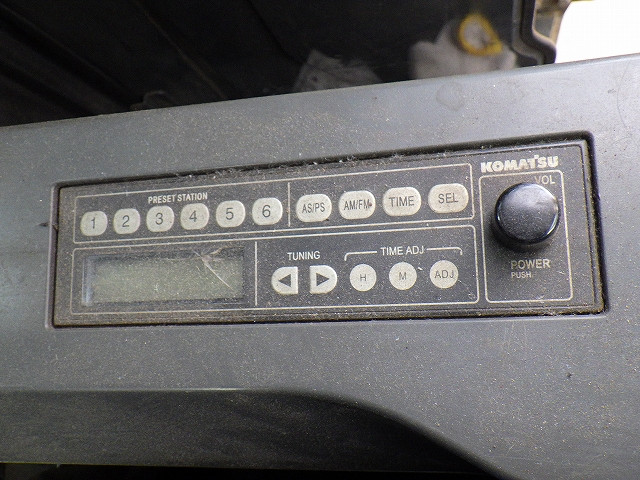 KOMATSU
PRESET STATION
1 2 3 4 5 6
AS/PS AM/FM TIME SEL
VOL
TUNING
TIME ADJ
H M ADJ
POWER
PUSH